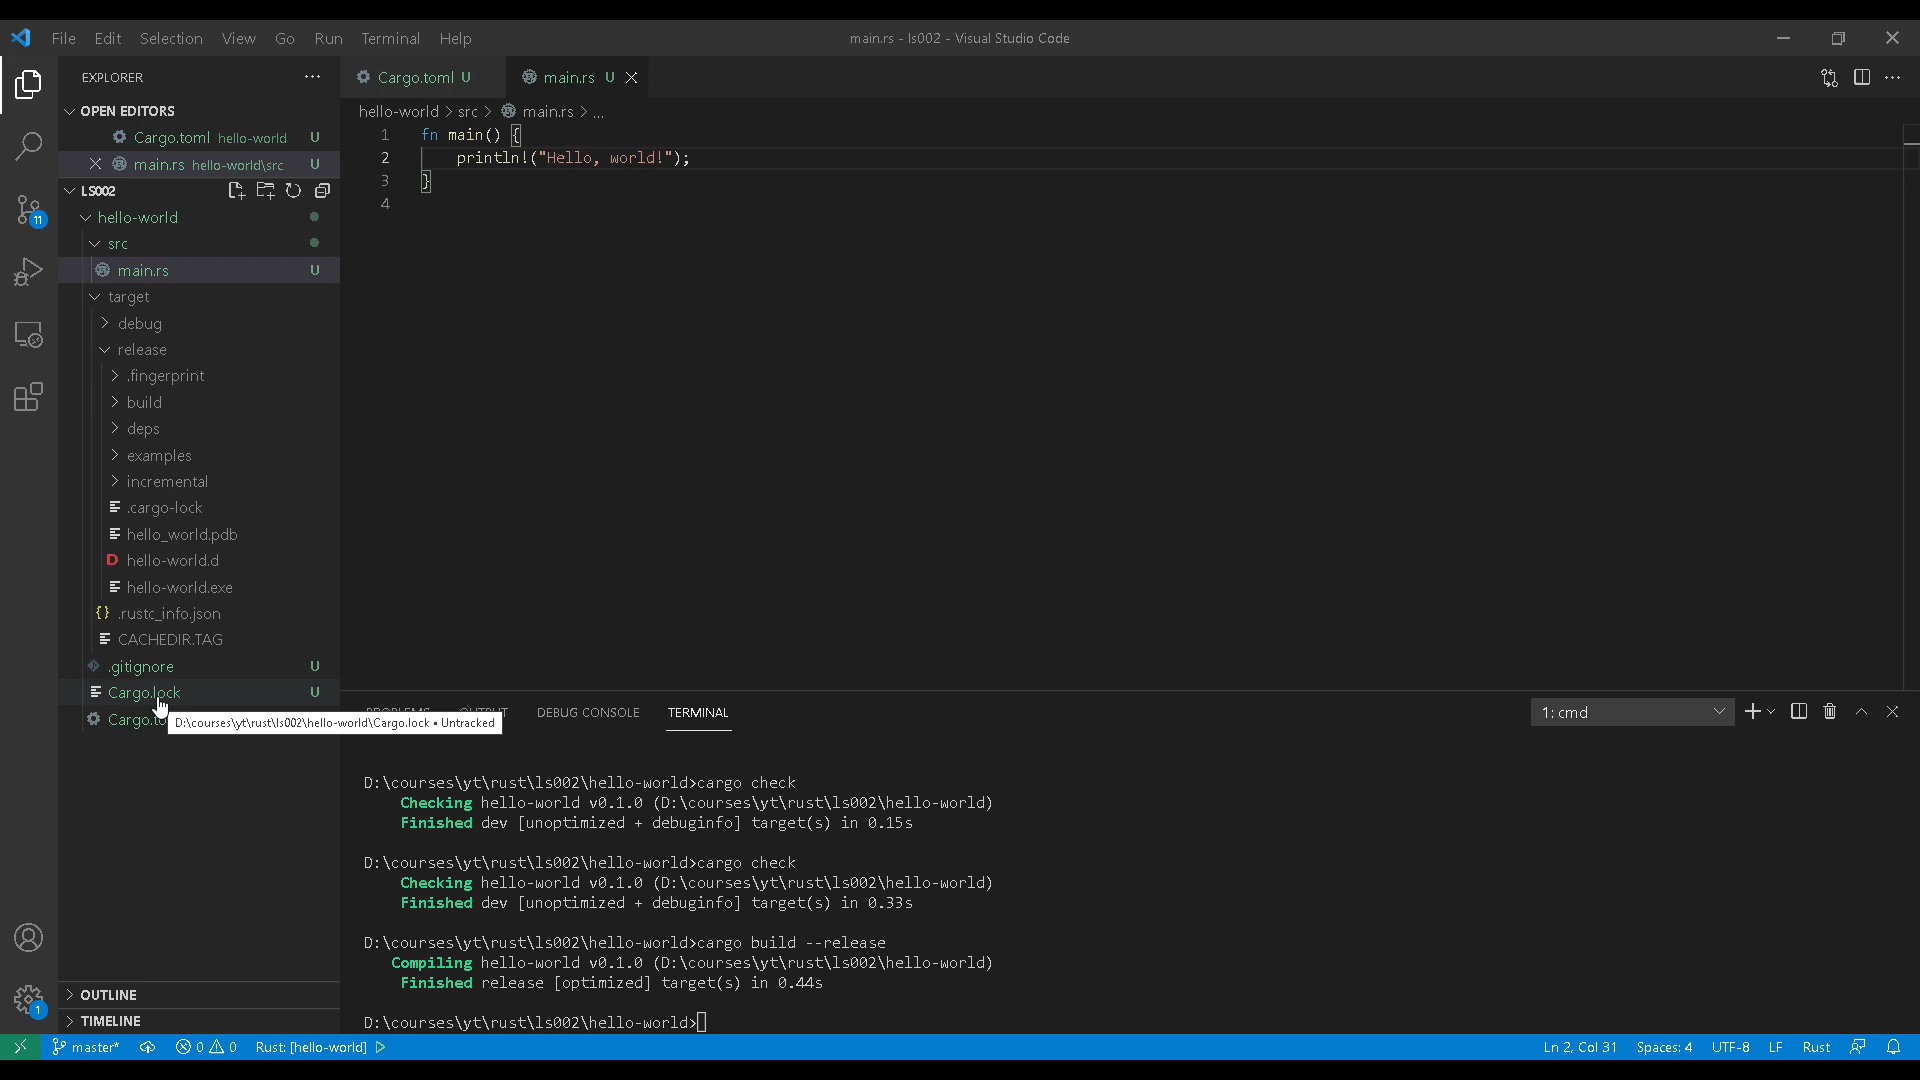 File Edit Selection View Go Run Terminal Help
main.rs - ls002 - Visual Studio Code
EXPLORER
OPEN EDITORS
Cargo.toml hello-world U
main.rs hello-world\src U
LS002
hello-world
src
main.rs U
target
debug
release
.fingerprint
build
deps
examples
incremental
.cargo-lock
hello_world.pdb
D hello-world.d
hello-world.exe
{} .rustc_info.json
CACHEDIR.TAG
.gitignore U
Cargo.lock U
D:\courses\yt\rust\ls002\hello-world\Cargo.lock • Untracked
OUTLINE
TIMELINE
11
1
Cargo.toml U
main.rs U
hello-world > src > main.rs > ...
1 fn main() {
2 println!("Hello, world!");
3 }
4
DEBUG CONSOLE TERMINAL
1: cmd
D:\courses\yt\rust\ls002\hello-world>cargo check
Checking hello-world v0.1.0 (D:\courses\yt\rust\ls002\hello-world)
Finished dev [unoptimized + debuginfo] target(s) in 0.15s
D:\courses\yt\rust\ls002\hello-world>cargo check
Checking hello-world v0.1.0 (D:\courses\yt\rust\ls002\hello-world)
Finished dev [unoptimized + debuginfo] target(s) in 0.33s
D:\courses\yt\rust\ls002\hello-world>cargo build --release
Compiling hello-world v0.1.0 (D:\courses\yt\rust\ls002\hello-world)
Finished release [optimized] target(s) in 0.44s
D:\courses\yt\rust\ls002\hello-world>
master* 0 0 Rust: [hello-world]
Ln 2, Col 31 Spaces: 4 UTF-8 LF Rust